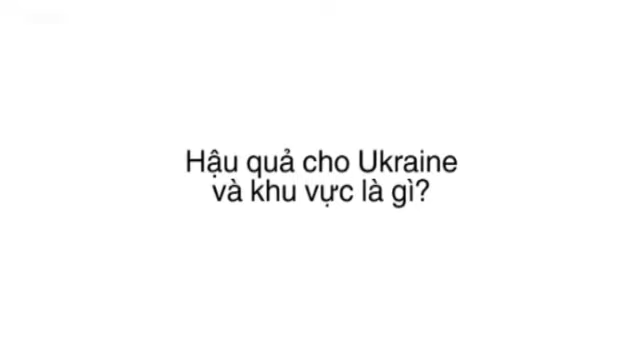 Hậu quả cho Ukraine
và khu vực là gì?